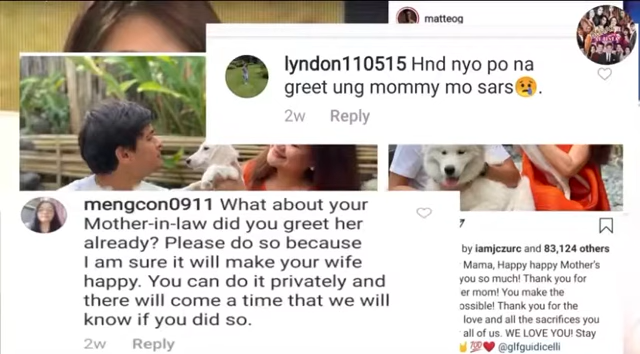 matteog
lyndon110515 Hnd nyo po na
greet ung mommy mo sars😢.
2w Reply
mengcon0911 What about your
Mother-in-law did you greet her
already? Please do so because
I am sure it will make your wife
happy. You can do it privately and
there will come a time that we will
know if you did so.
2w Reply
by iamjczurc and 83,124 others
Mama, Happy happy Mother's
you so much! Thank you for
er mom! You make the
ossible! Thank you for the
love and all the sacrifices you
all of us. WE LOVE YOU! Stay
🤘💯❤️ @glfguidicelli